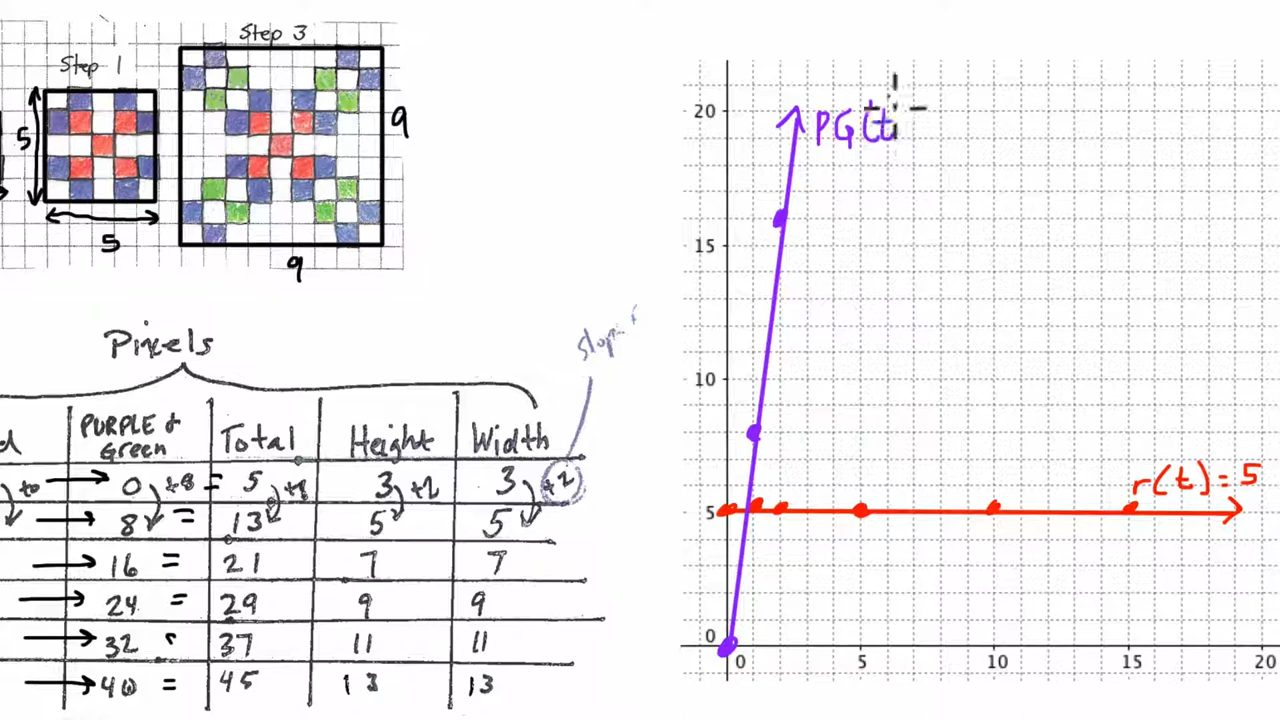 Step 3
Step 1
5
9
5
9
Pixels
PURPLE & Green Total Height Width
0 +8 = 5 3 +2 3 +2
8 = 13 5 5
16 = 21 7 7
24 = 29 9 9
32 37 11 11
40 = 45 13 13
20
PG(t
15
10
r(t) = 5
5
0
0 5 10 15 20